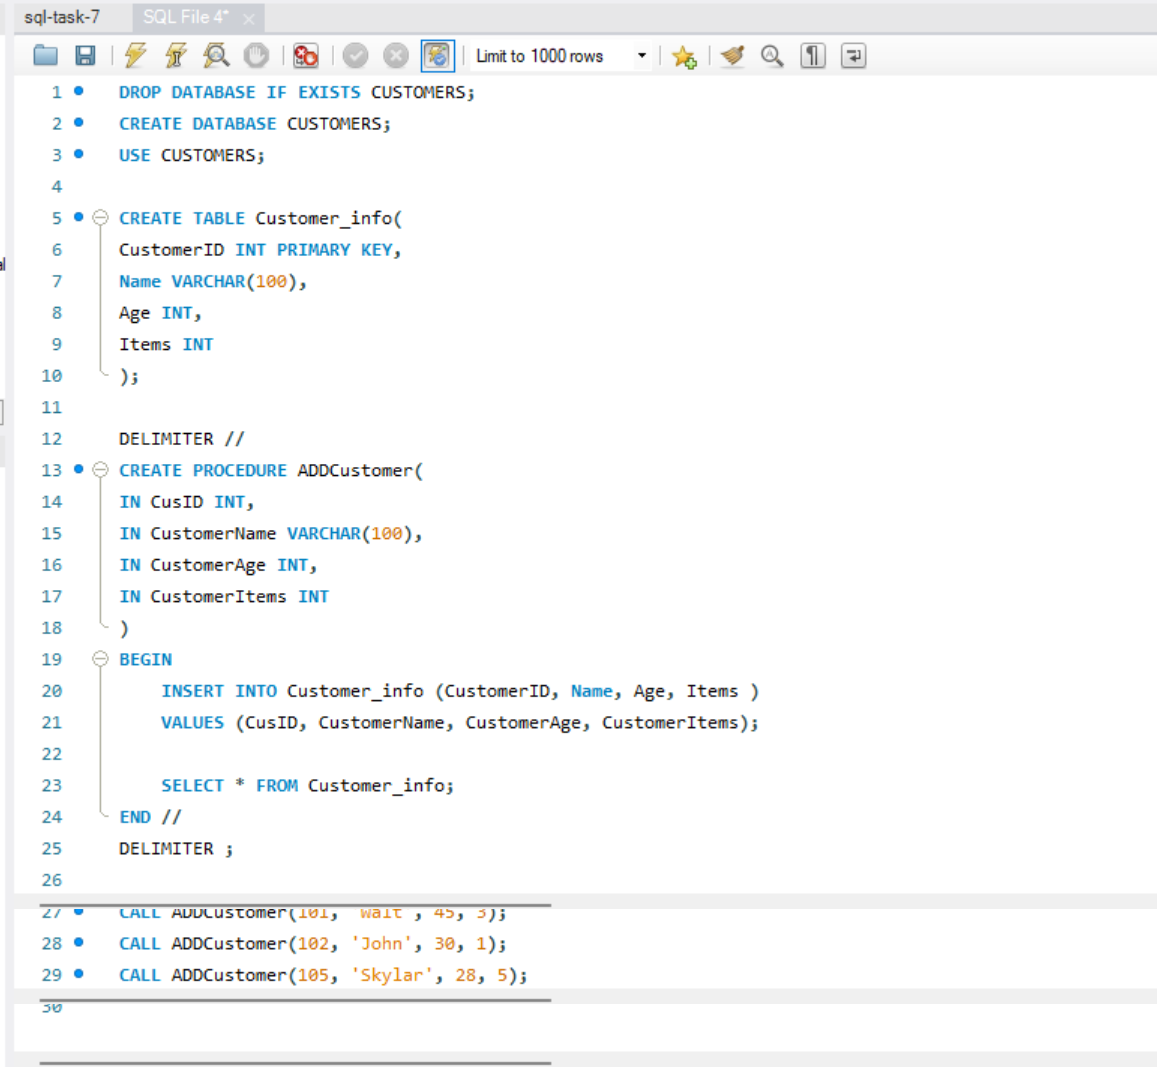 sql-task-7 SQL File 4*
Limit to 1000 rows
1 DROP DATABASE IF EXISTS CUSTOMERS;
2 CREATE DATABASE CUSTOMERS;
3 USE CUSTOMERS;
4
5 CREATE TABLE Customer_info(
6 CustomerID INT PRIMARY KEY,
7 Name VARCHAR(100),
8 Age INT,
9 Items INT
10 );
11
12 DELIMITER //
13 CREATE PROCEDURE ADDCustomer(
14 IN CusID INT,
15 IN CustomerName VARCHAR(100),
16 IN CustomerAge INT,
17 IN CustomerItems INT
18 )
19 BEGIN
20 INSERT INTO Customer_info (CustomerID, Name, Age, Items )
21 VALUES (CusID, CustomerName, CustomerAge, CustomerItems);
22
23 SELECT * FROM Customer_info;
24 END //
25 DELIMITER ;
26
27 CALL ADDCustomer(101, 'Walt', 45, 3);
28 CALL ADDCustomer(102, 'John', 30, 1);
29 CALL ADDCustomer(105, 'Skylar', 28, 5);
30